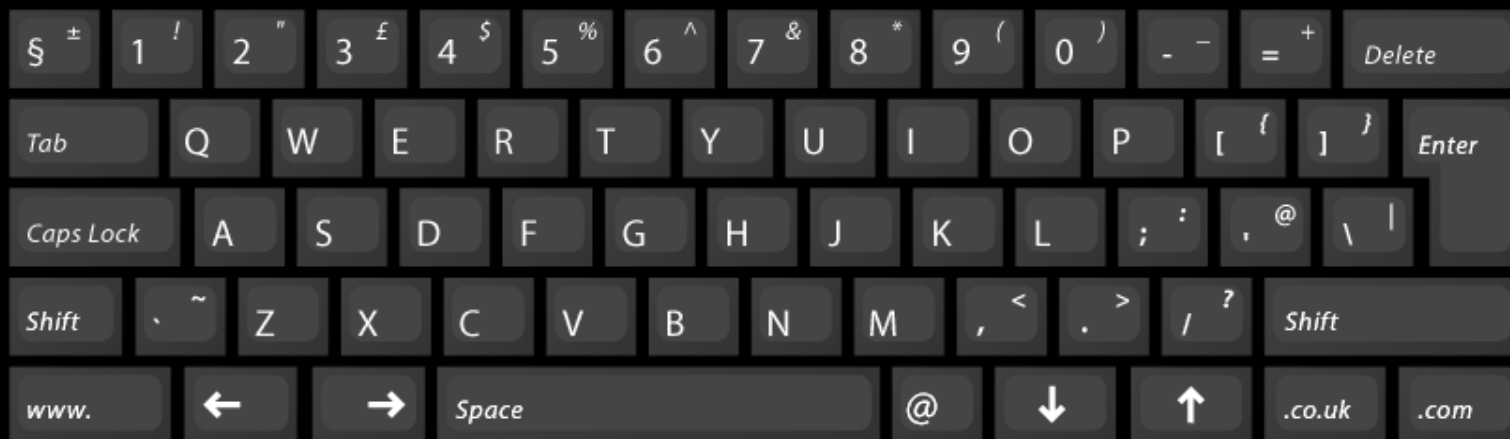 § ± 1 ! 2 " 3 £ 4 $ 5 % 6 ^ 7 & 8 * 9 ( 0 ) - _ = + Delete
Tab Q W E R T Y U I O P [ { ] } Enter
Caps Lock A S D F G H J K L ; : ' @ \ |
Shift ` ~ Z X C V B N M , < . > / ? Shift
www. ← → Space @ ↓ ↑ .co.uk .com